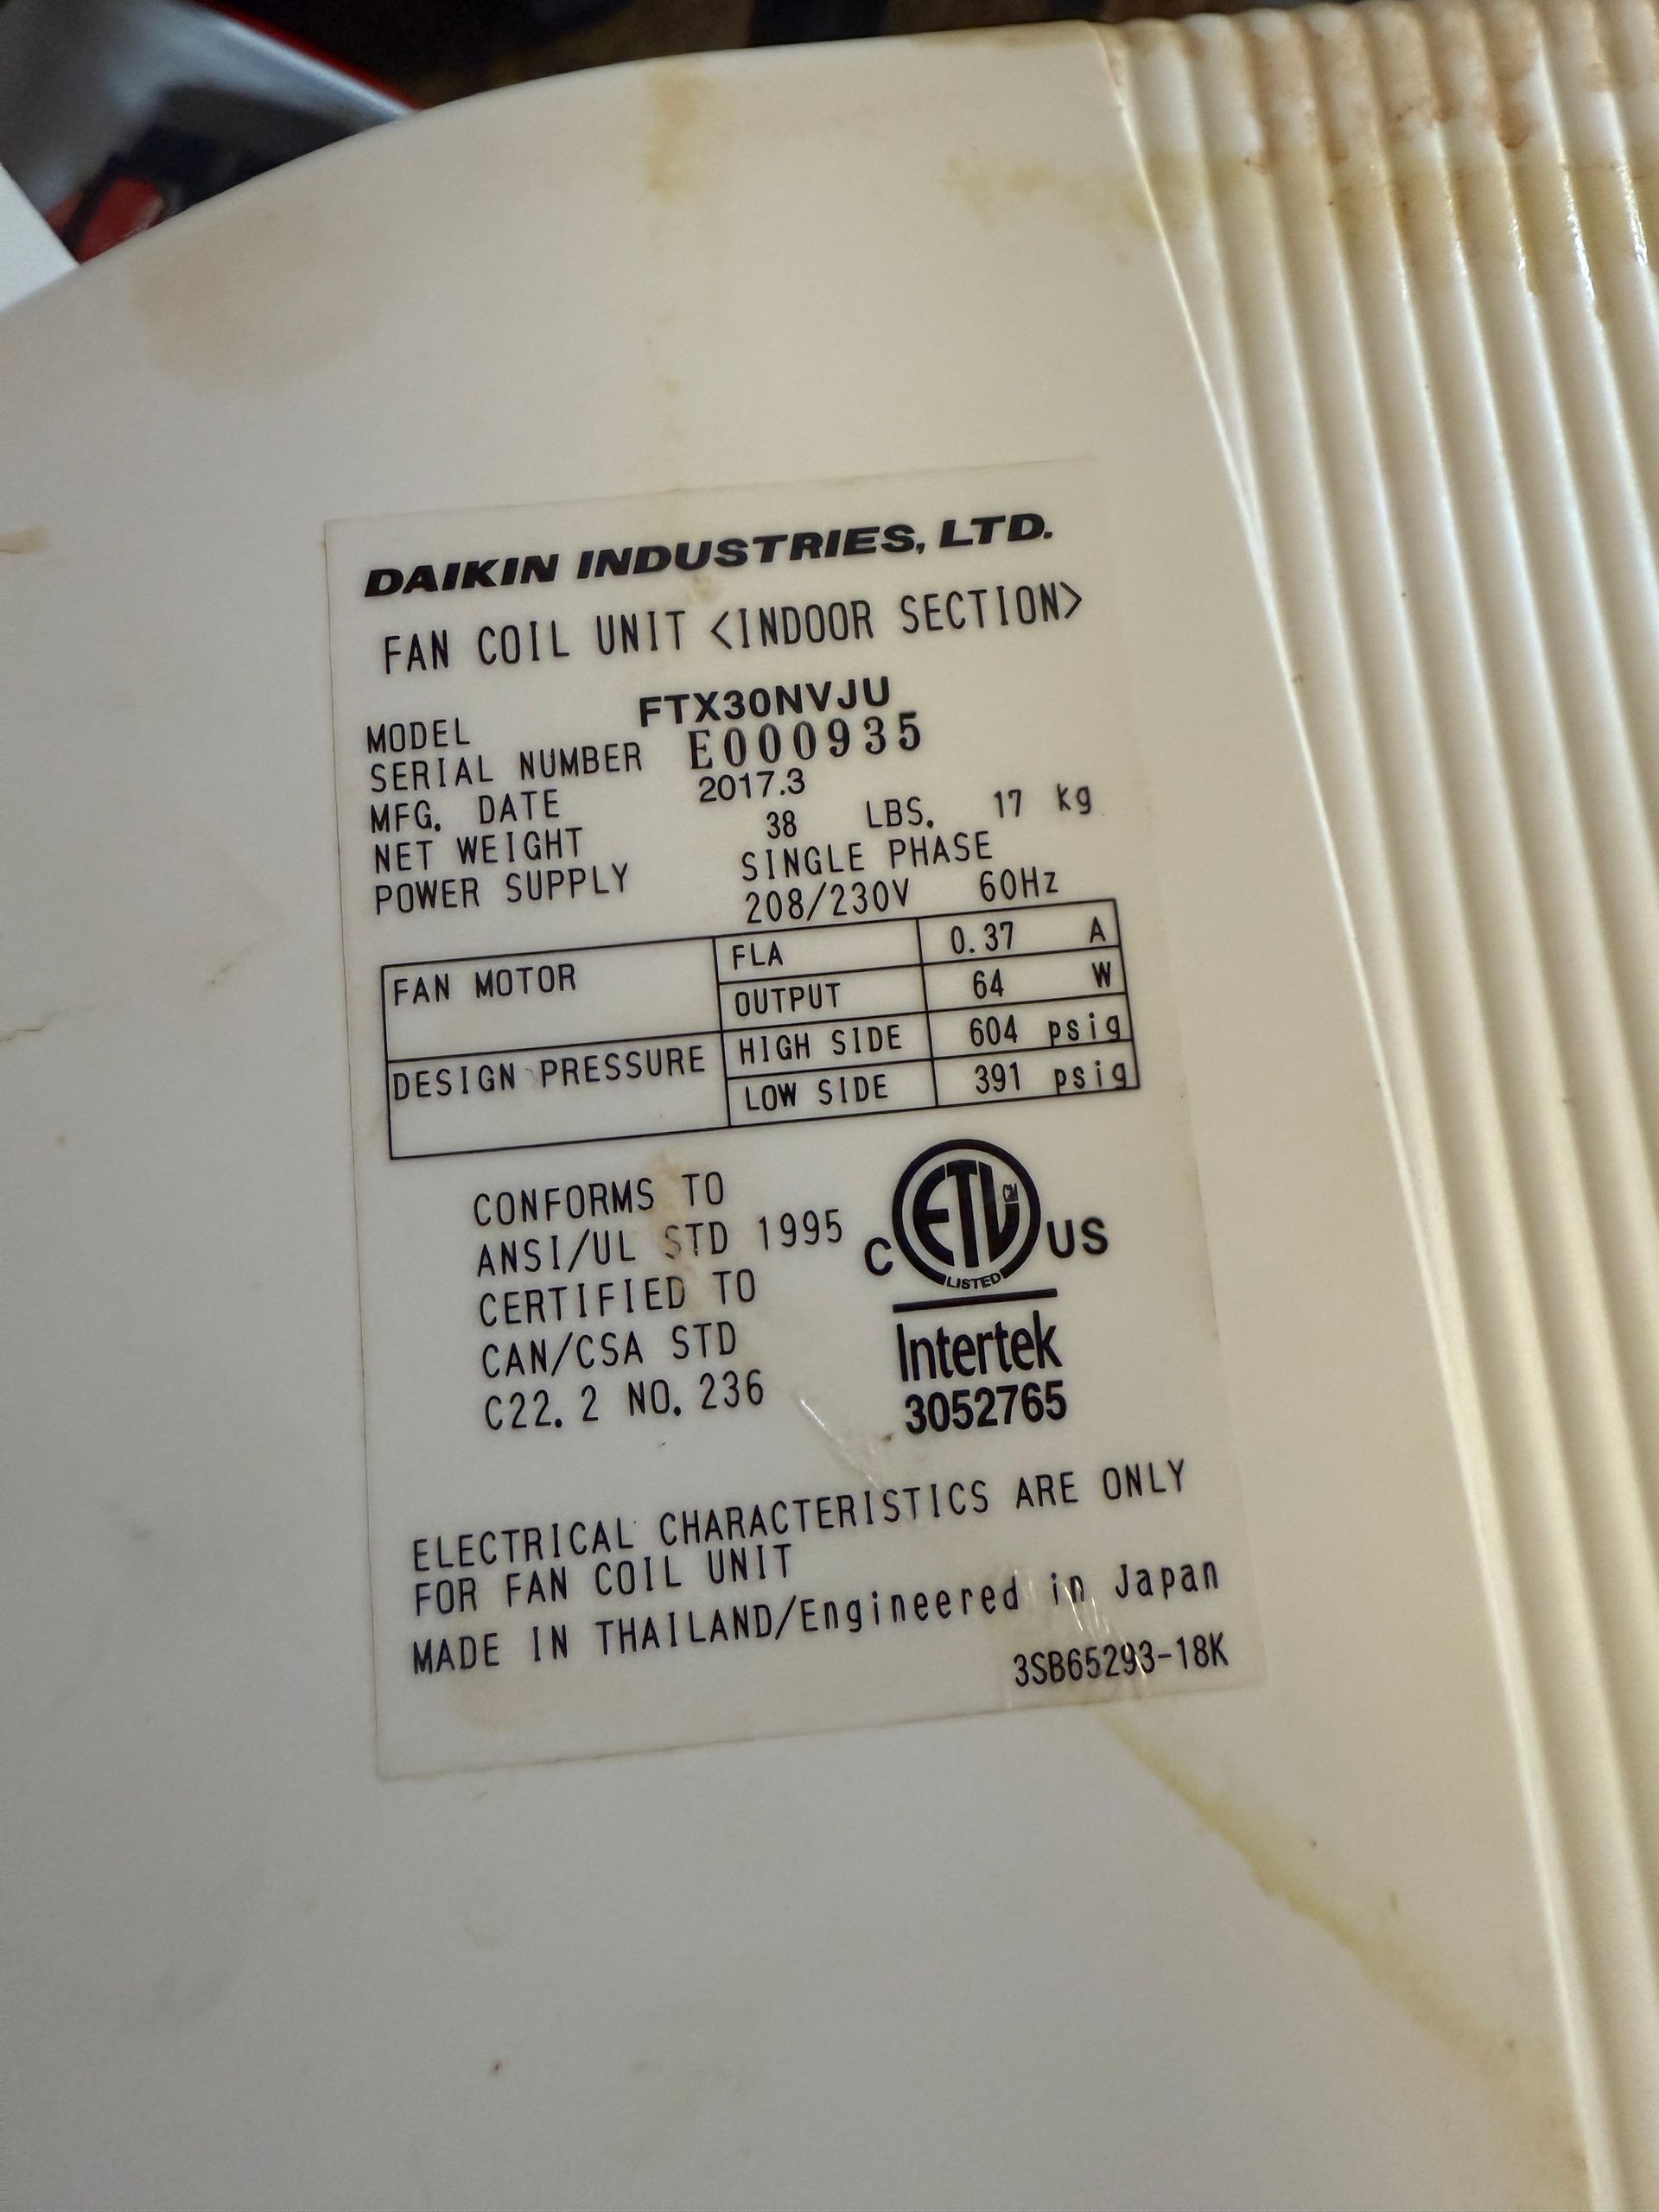 DAIKIN INDUSTRIES, LTD.
FAN COIL UNIT <INDOOR SECTION>
MODEL FTX30NVJU
SERIAL NUMBER E000935
MFG. DATE 2017.3
NET WEIGHT 38 LBS. 17 kg
POWER SUPPLY SINGLE PHASE
208/230V 60Hz
FAN MOTOR FLA 0.37 A
OUTPUT 64 W
DESIGN PRESSURE HIGH SIDE 604 psig
LOW SIDE 391 psig
CONFORMS TO
ANSI/UL STD 1995
CERTIFIED TO
CAN/CSA STD
C22.2 NO.236
C ETL CM US
LISTED
Intertek
3052765
ELECTRICAL CHARACTERISTICS ARE ONLY
FOR FAN COIL UNIT
MADE IN THAILAND/Engineered in Japan
3SB65293-18K